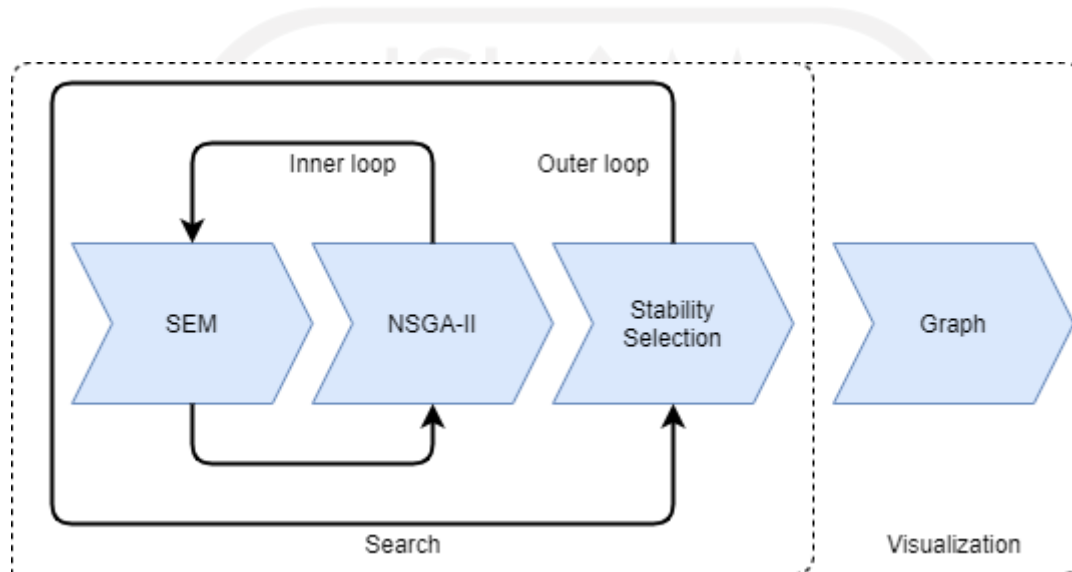 Inner loop
Outer loop
SEM
NSGA-II
Stability
Selection
Graph
Search
Visualization